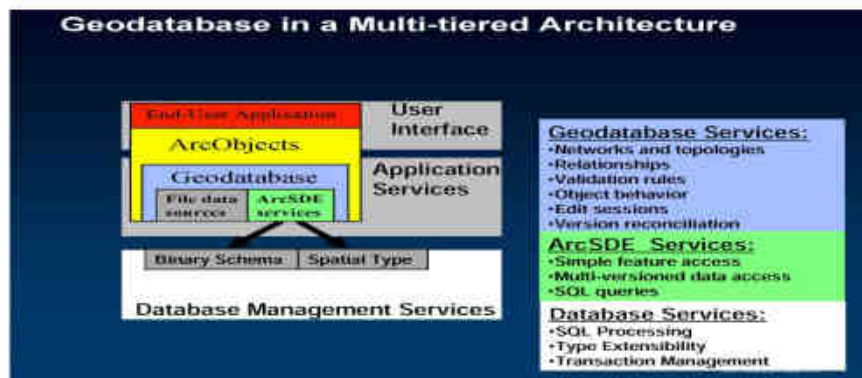 Geodatabase in a Multi-tiered Architecture
End-User Application
User
Interface
ArcObjects
Application
Services
Geodatabase
File data
sources
ArcSDE
services
Binary Schema
Spatial Type
Database Management Services
Geodatabase Services:
•Networks and topologies
•Relationships
•Validation rules
•Object behavior
•Edit sessions
•Version reconciliation
ArcSDE Services:
•Simple feature access
•Multi-versioned data access
•SQL queries
Database Services:
•SQL Processing
•Type Extensibility
•Transaction Management